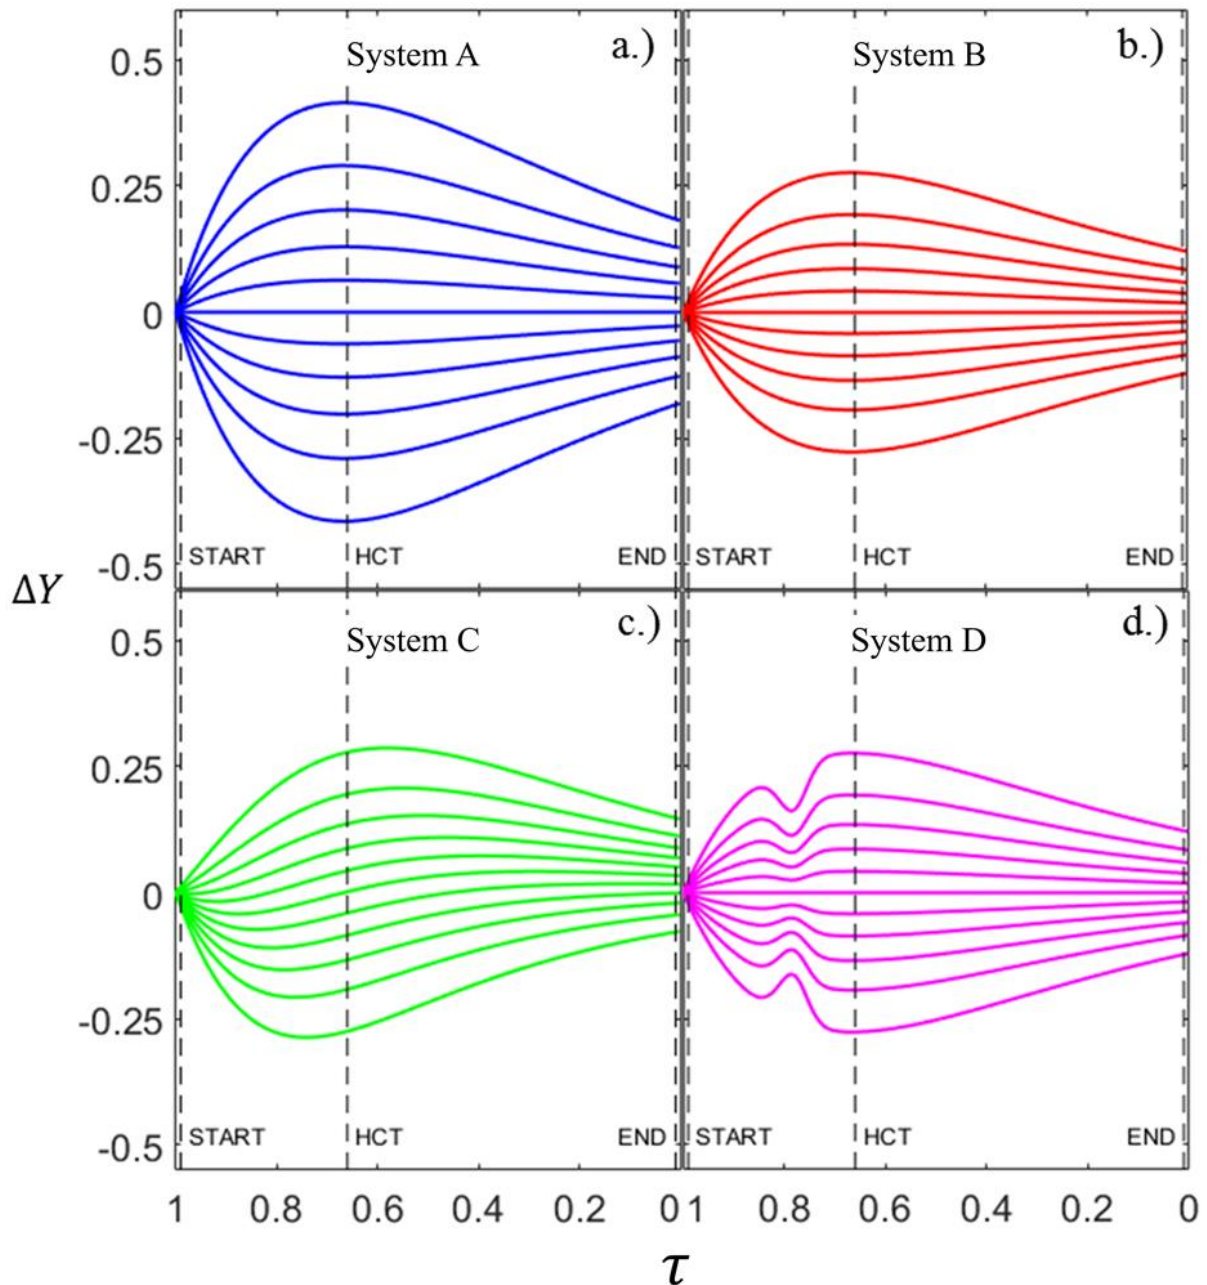 System A a.)
System B b.)
0.5
0.25
0
-0.25
-0.5
START HCT END
START HCT END
ΔY
System C c.)
System D d.)
0.5
0.25
0
-0.25
-0.5
START HCT END
START HCT END
1 0.8 0.6 0.4 0.2 0
1 0.8 0.6 0.4 0.2 0
τ